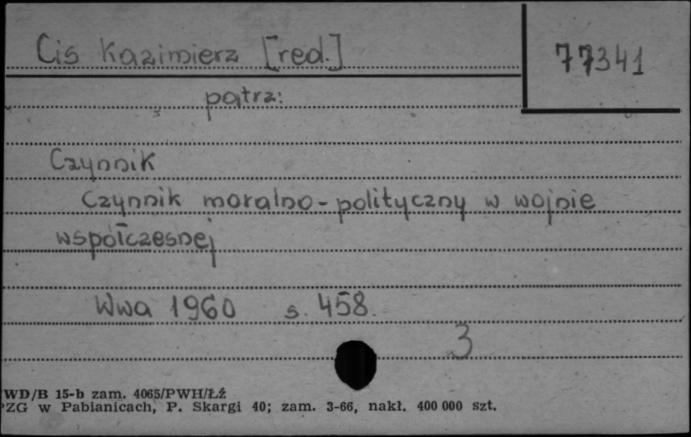 Cis Kazimierz [red.]
77341
patrz:
Czynnik
Czynnik moralno-polityczny w wojnie
współczesnej
Wwa 1960 s. 458.
3
WD/B 15-b zam. 4065/PWH/Łź
PZG w Pabianicach, P. Skargi 40; zam. 3-66, nakł. 400 000 szt.